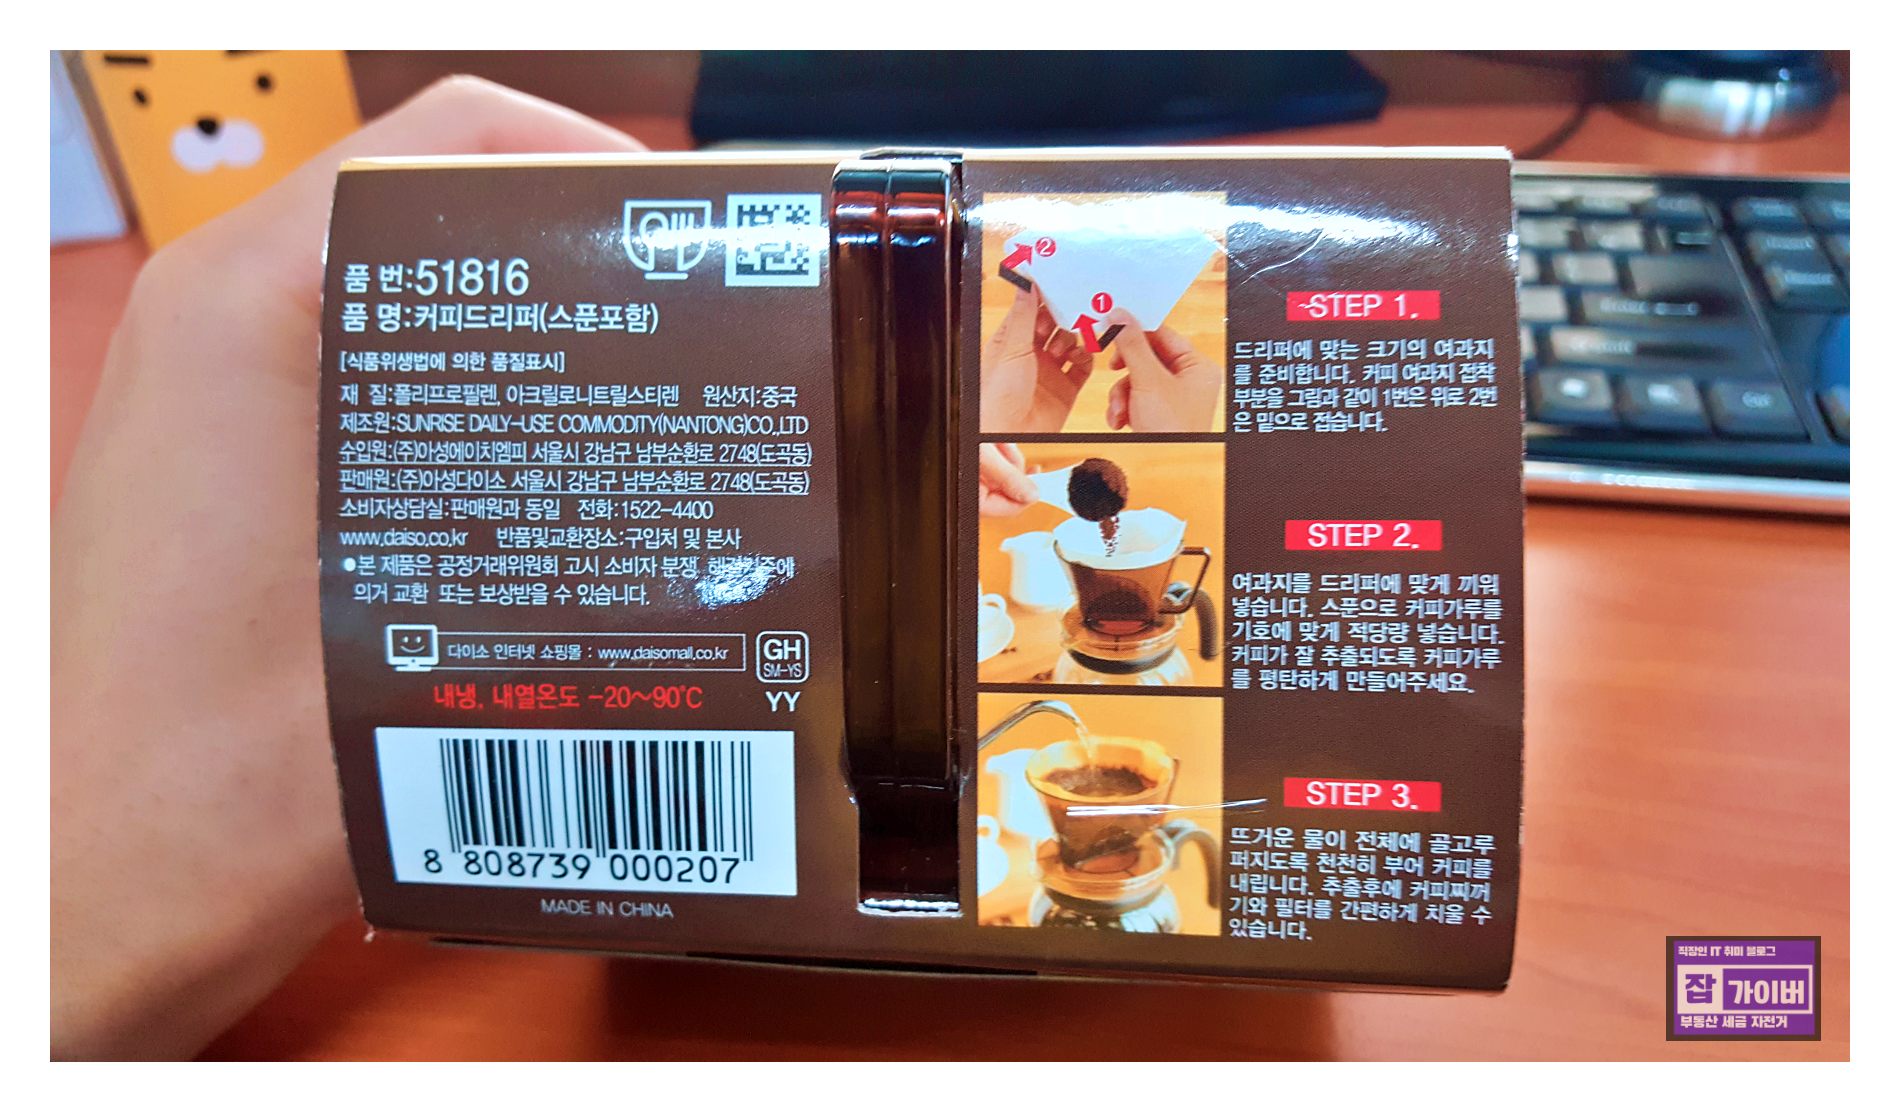 품 번:51816
품 명:커피드리퍼(스푼포함)
[식품위생법에 의한 품질표시]
재 질:폴리프로필렌, 아크릴로니트릴스티렌 원산지:중국
제조원:SUNRISE DAILY-USE COMMODITY(NANTONG)CO.,LTD
수입원:(주)아성에이치엠피 서울시 강남구 남부순환로 2748(도곡동)
판매원:(주)아성다이소 서울시 강남구 남부순환로 2748(도곡동)
소비자상담실:판매원과 동일 전화:1522-4400
www.daiso.co.kr 반품및교환장소:구입처 및 본사
●본 제품은 공정거래위원회 고시 소비자 분쟁
의거 교환 또는 보상받을 수 있습니다.
다이소 인터넷 쇼핑몰 : www.daisomall.co.kr
GH
SM-YS
내냉, 내열온도 -20~90℃
YY
8 808739 000207
MADE IN CHINA
2
1
STEP 1.
드리퍼에 맞는 크기의 여과지
를 준비합니다. 커피 여과지 접착
부분을 그림과 같이 1번은 위로 2번
은 밑으로 접습니다.
STEP 2.
여과지를 드리퍼에 맞게 끼워
넣습니다. 스푼으로 커피가루를
기호에 맞게 적당량 넣습니다.
커피가 잘 추출되도록 커피가루
를 평탄하게 만들어주세요.
STEP 3.
뜨거운 물이 전체에 골고루
퍼지도록 천천히 부어 커피를
내립니다. 추출후에 커피찌꺼
기와 필터를 간편하게 치울 수
있습니다.
직장인 IT 취미 블로그
잡가이버
부동산 세금 자전거